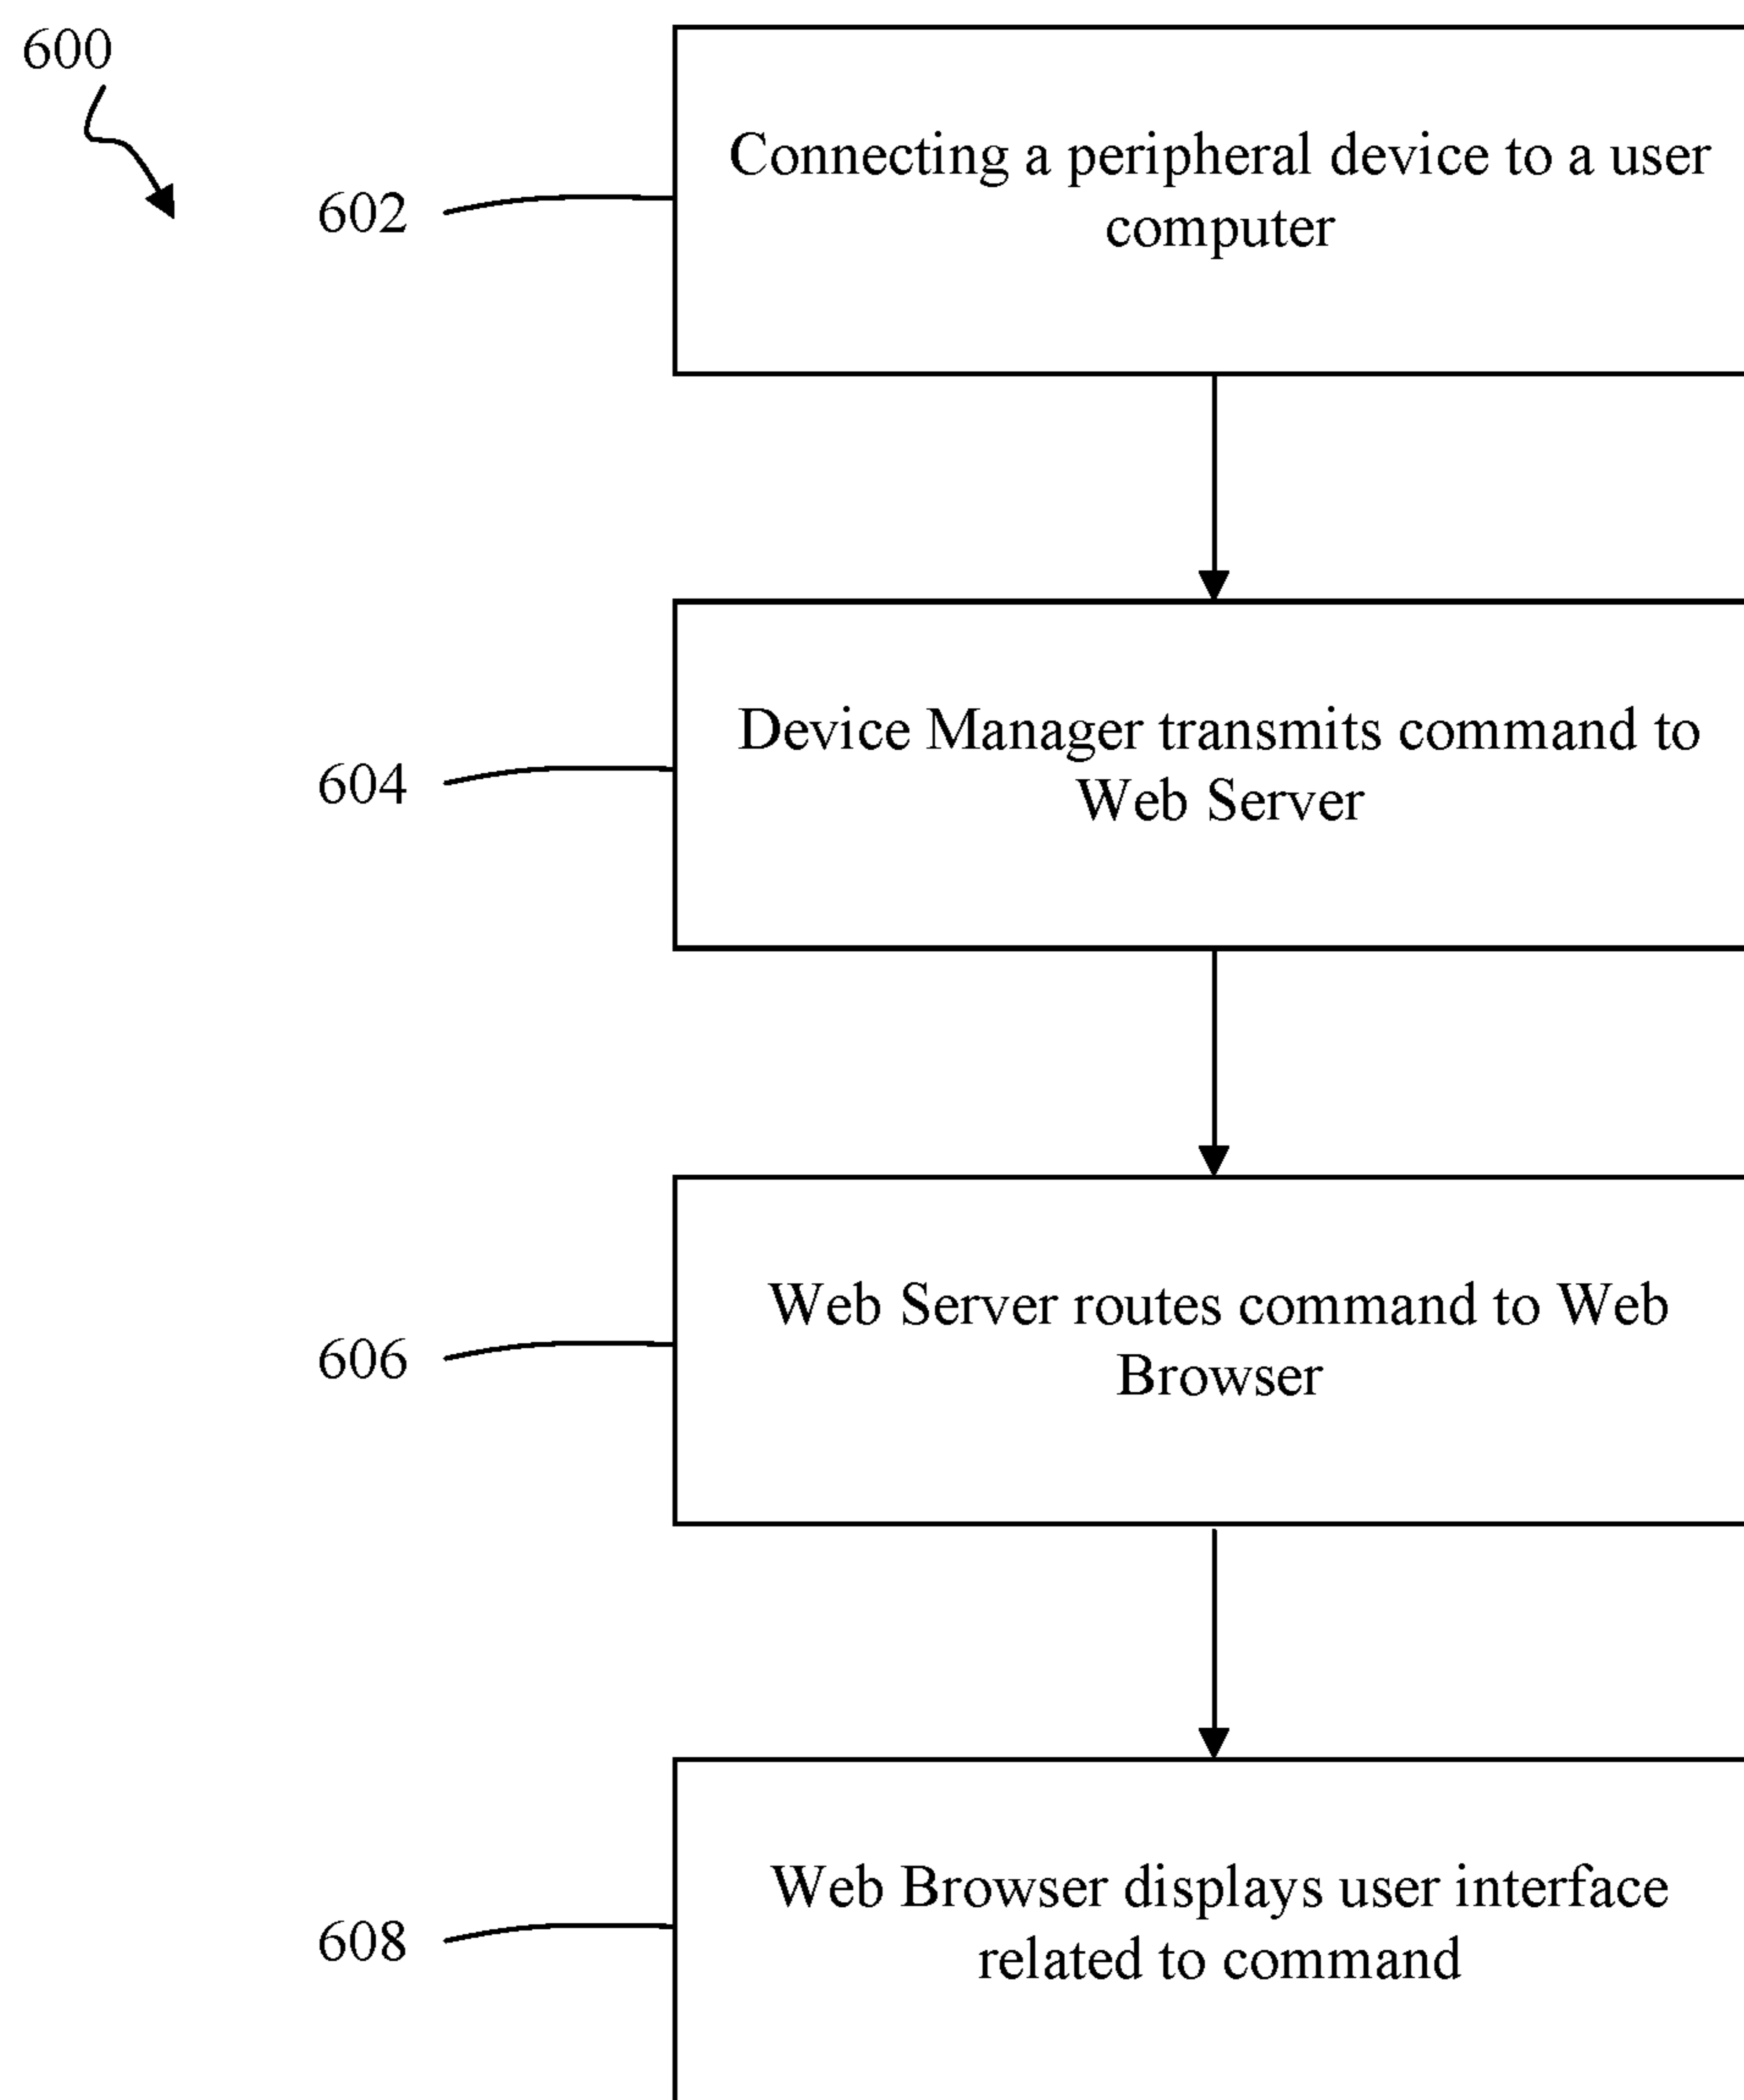 600
602
Connecting a peripheral device to a user
computer
604
Device Manager transmits command to
Web Server
606
Web Server routes command to Web
Browser
608
Web Browser displays user interface
related to command